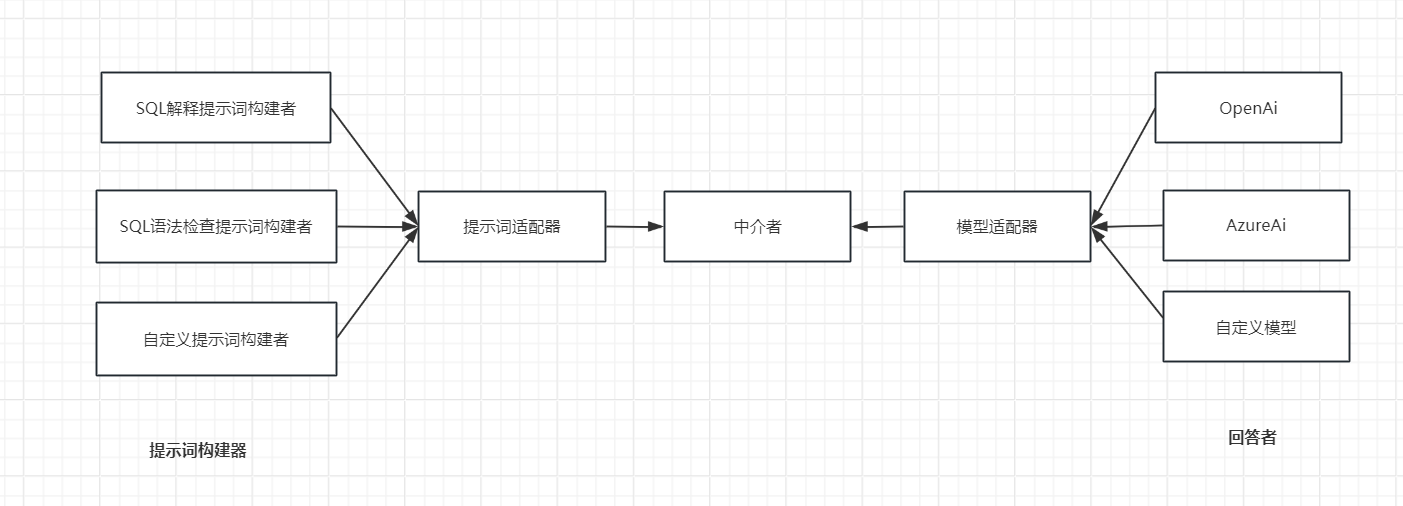 SQL解释提示词构建者
OpenAi
SQL语法检查提示词构建者
提示词适配器
中介者
模型适配器
AzureAi
自定义提示词构建者
自定义模型
提示词构建器
回答者